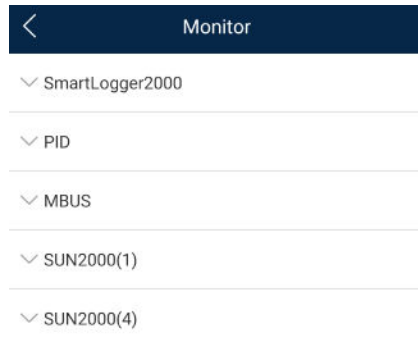 Monitor
SmartLogger2000
PID
MBUS
SUN2000(1)
SUN2000(4)